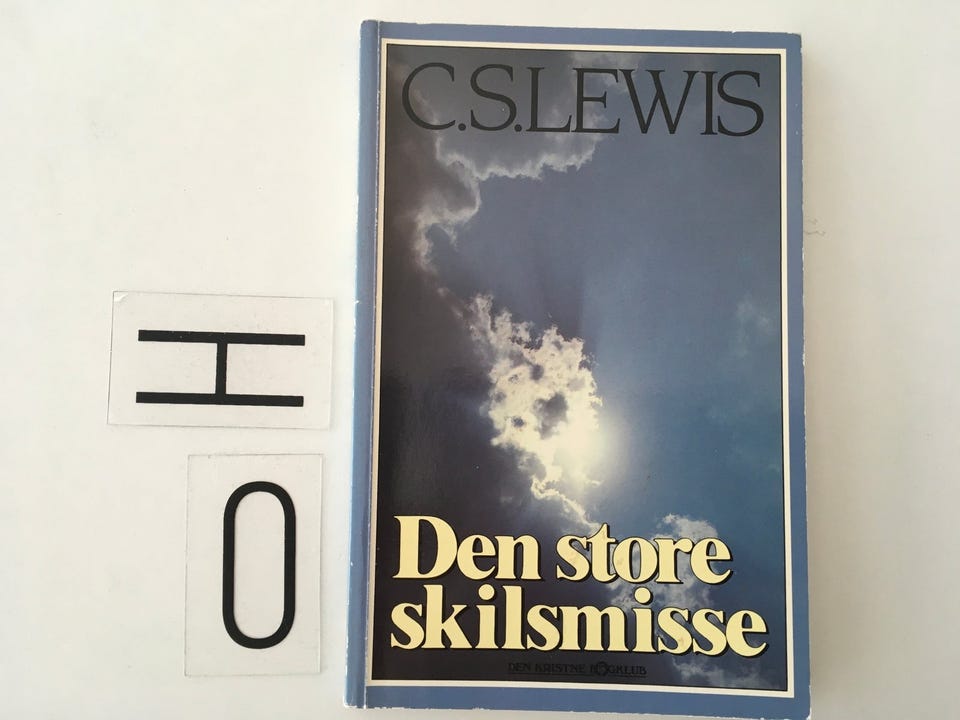 C.S.LEWIS
Den store
skilsmisse
DEN KRISTNE BOGKLUB
H
O